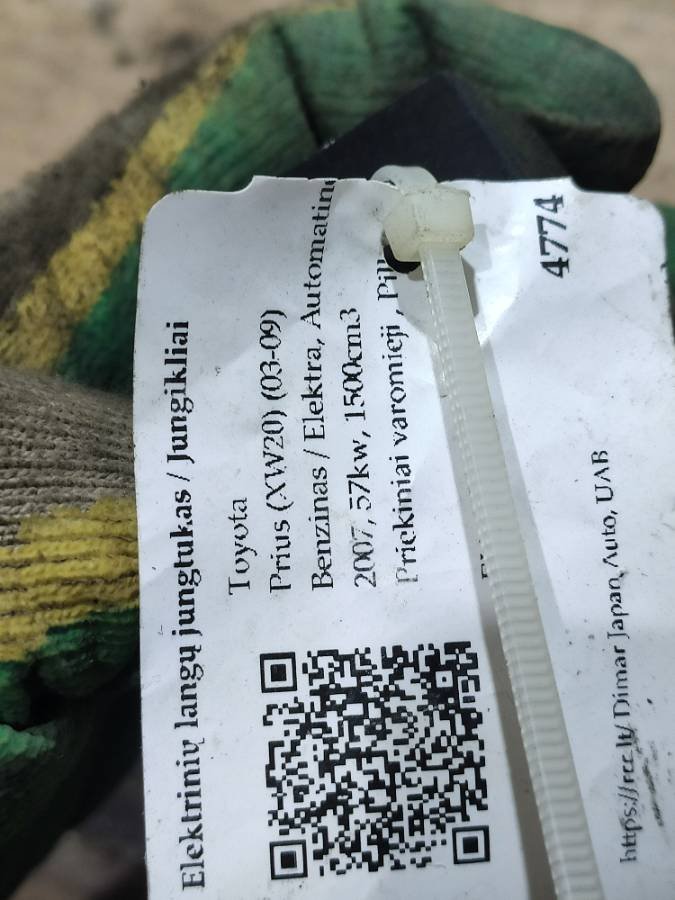 Elektrinių langų jungtukas / Jungikliai
Toyota
Prius (XW20) (03-09)
Benzinas / Elektra, Automatinė
2007, 57kw, 1500cm3
Priekiniai varomieji ,
https://rrr.lt/ Dimar Japan Auto, UAB
4774